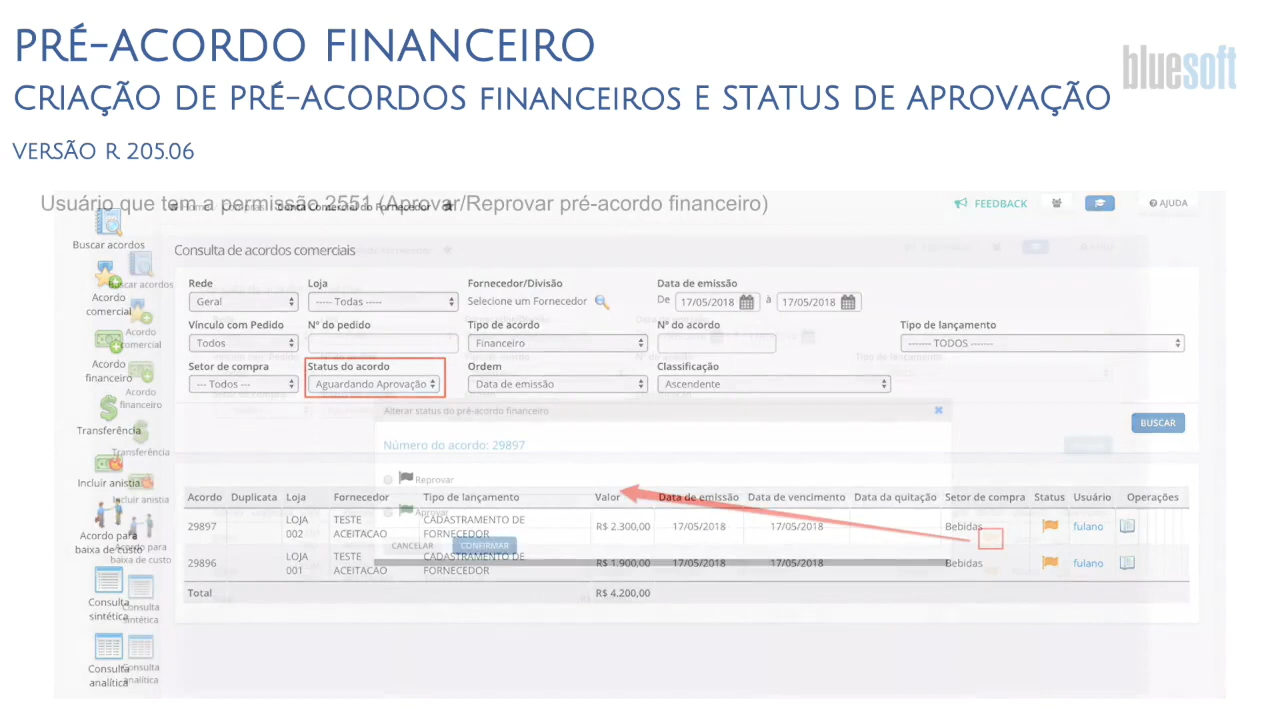 PRÉ-ACORDO FINANCEIRO
CRIAÇÃO DE PRÉ-ACORDOS FINANCEIROS E STATUS DE APROVAÇÃO
bluesoft
VERSÃO R 205.06
Usuário que tem a permissão 2551 (Aprovar/Reprovar pré-acordo financeiro)
FEEDBACK
AJUDA
Buscar acordos
Acordo comercial
Acordo financeiro
Transferência
Incluir anistia
Acordo para baixa de custo
Consulta sintética
Consulta analítica
Consulta de acordos comerciais
Rede Loja Fornecedor/Divisão Data de emissão
Geral ----- Todas ----- Selecione um Fornecedor De 17/05/2018 à 17/05/2018
Vínculo com Pedido Nº do pedido Tipo de acordo Nº do acordo Tipo de lançamento
Todos Financeiro ------- TODOS -------
Setor de compra Status do acordo Ordem Classificação
--- Todos --- Aguardando Aprovação Data de emissão Ascendente
Alterar status do pré-acordo financeiro
BUSCAR
Número do acordo: 29897
Reprovar
Aprovar
CANCELAR CONFIRMAR
Acordo Duplicata Loja Fornecedor Tipo de lançamento Valor Data de emissão Data de vencimento Data da quitação Setor de compra Status Usuário Operações
29897 LOJA 002 TESTE ACEITACAO CADASTRAMENTO DE FORNECEDOR R$ 2.300,00 17/05/2018 17/05/2018 Bebidas fulano
29896 LOJA 001 TESTE ACEITACAO CADASTRAMENTO DE FORNECEDOR R$ 1.900,00 17/05/2018 17/05/2018 Bebidas fulano
Total R$ 4.200,00